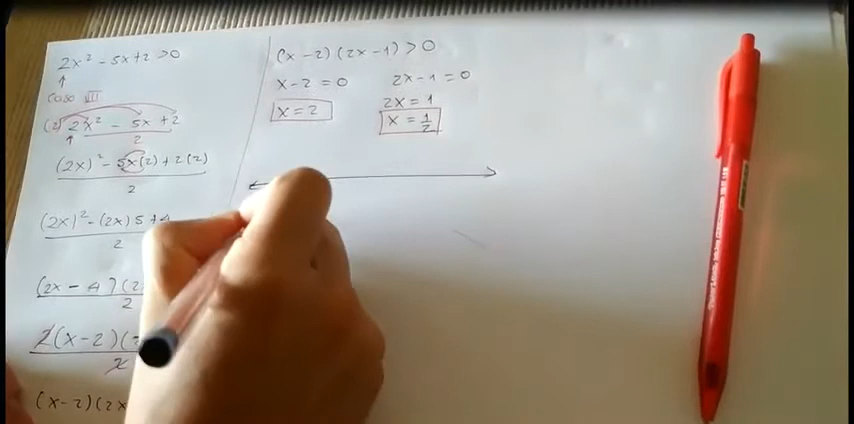 2x² - 5x+2 >0
↑
Caso VII
(2) 2x² - 5x +2
2
(2x)² - 5x(2) + 2(2)
2
(2x)² - (2x) 5 + 4
2
(2x - 4)(2
2
2(x-2)(
2
(x-2)(2x
(x-2)(2x-1) > 0
x-2 = 0 2x-1 = 0
x = 2 2x = 1
x = 1/2